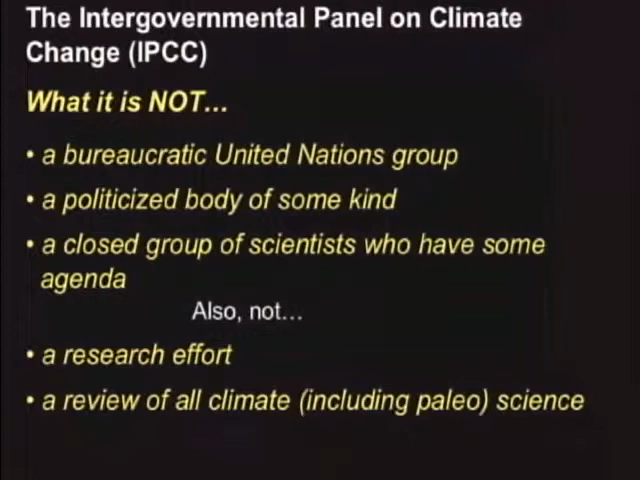 The Intergovernmental Panel on Climate
Change (IPCC)
What it is NOT...
• a bureaucratic United Nations group
• a politicized body of some kind
• a closed group of scientists who have some
agenda
Also, not...
• a research effort
• a review of all climate (including paleo) science